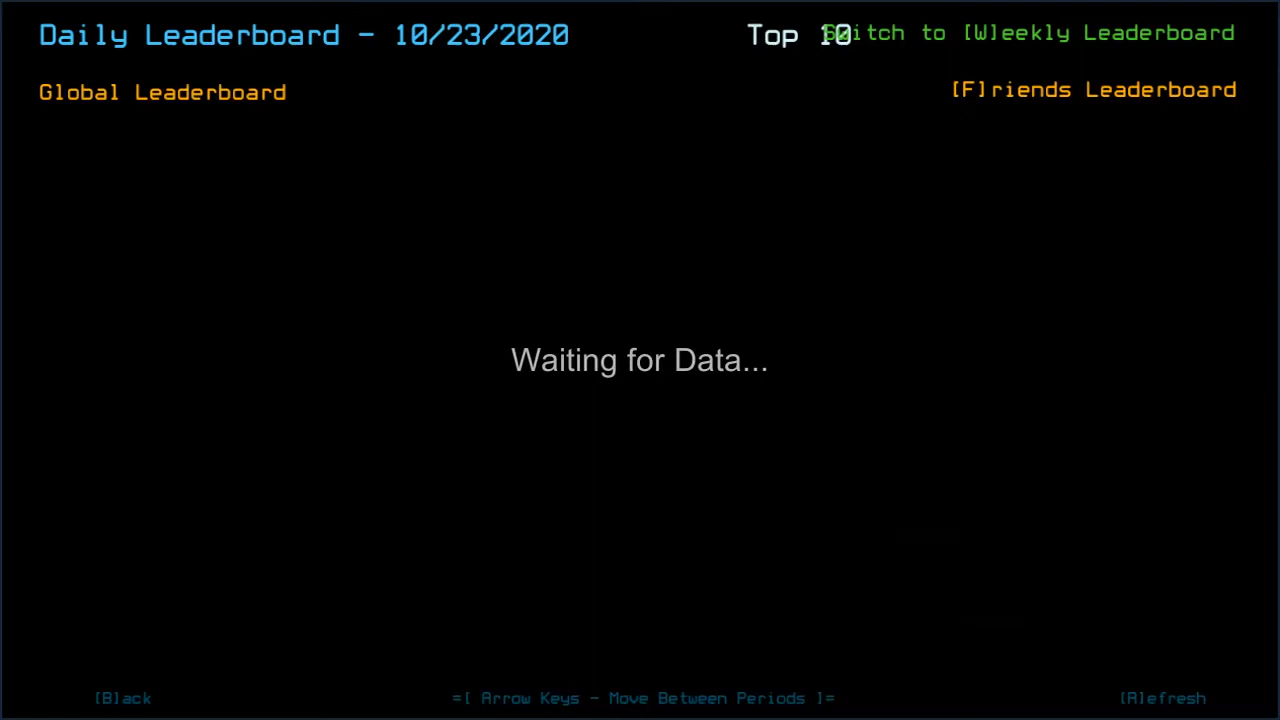 Daily Leaderboard - 10/23/2020
Top 10
Switch to [W]eekly Leaderboard
Global Leaderboard
[F]riends Leaderboard
Waiting for Data...
[B]lack
=[ Arrow Keys - Move Between Periods ]=
[R]efresh